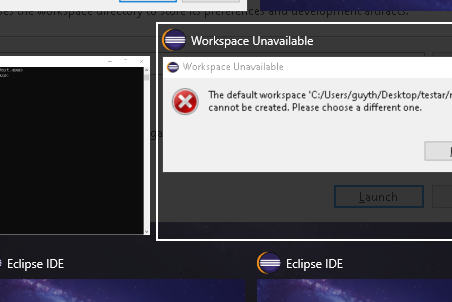 ses the workspace directory to store its preferences and development artifacts.
Workspace Unavailable
Workspace Unavailable
The default workspace 'C:/Users/guyth/Desktop/testar/r
cannot be created. Please choose a different one.
Launch
Eclipse IDE
Eclipse IDE